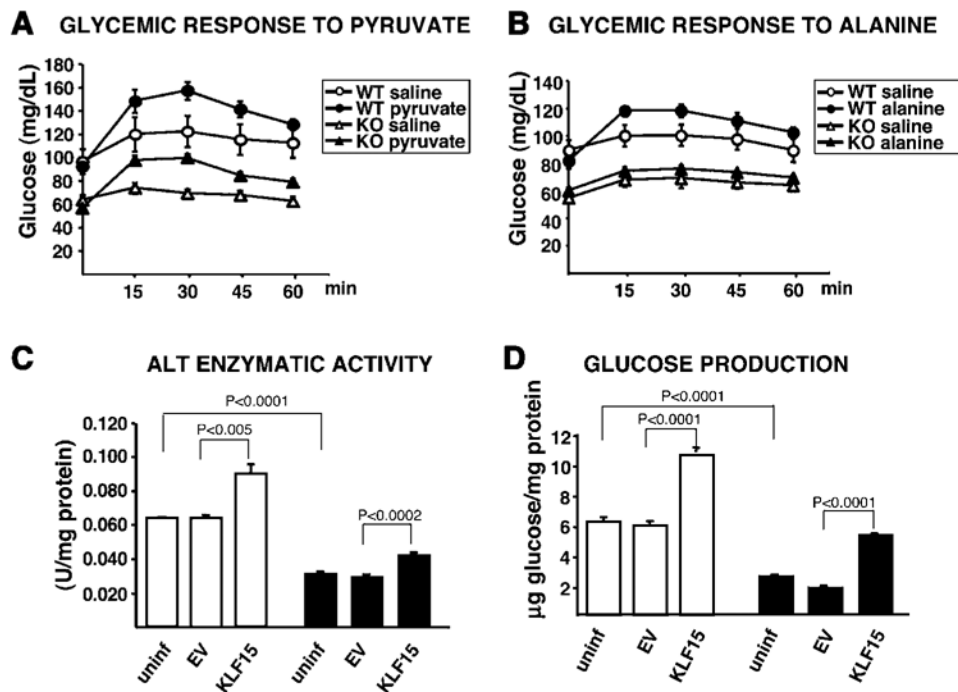 A GLYCEMIC RESPONSE TO PYRUVATE
Glucose (mg/dL)
180
160
140
120
100
80
60
40
20
15 30 45 60 min
WT saline
WT pyruvate
KO saline
KO pyruvate
B GLYCEMIC RESPONSE TO ALANINE
Glucose (mg/dL)
140
120
100
80
60
40
20
15 30 45 60 min
WT saline
WT alanine
KO saline
KO alanine
C ALT ENZYMATIC ACTIVITY
(U/mg protein)
0.120
0.100
0.080
0.060
0.040
0.020
P<0.0001
P<0.005
P<0.0002
uninf EV KLF15 uninf EV KLF15
D GLUCOSE PRODUCTION
µg glucose/mg protein
12
10
8
6
4
2
P<0.0001
P<0.0001
P<0.0001
uninf EV KLF15 uninf EV KLF15